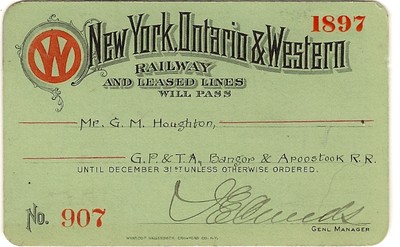 1897
W
New York, Ontario & Western
RAILWAY
AND LEASED LINES
WILL PASS
Mr. G. M. Houghton,
G. P. & T. A., Bangor & Aroostook R.R.
UNTIL DECEMBER 31ST UNLESS OTHERWISE ORDERED.
No. 907
GENL MANAGER